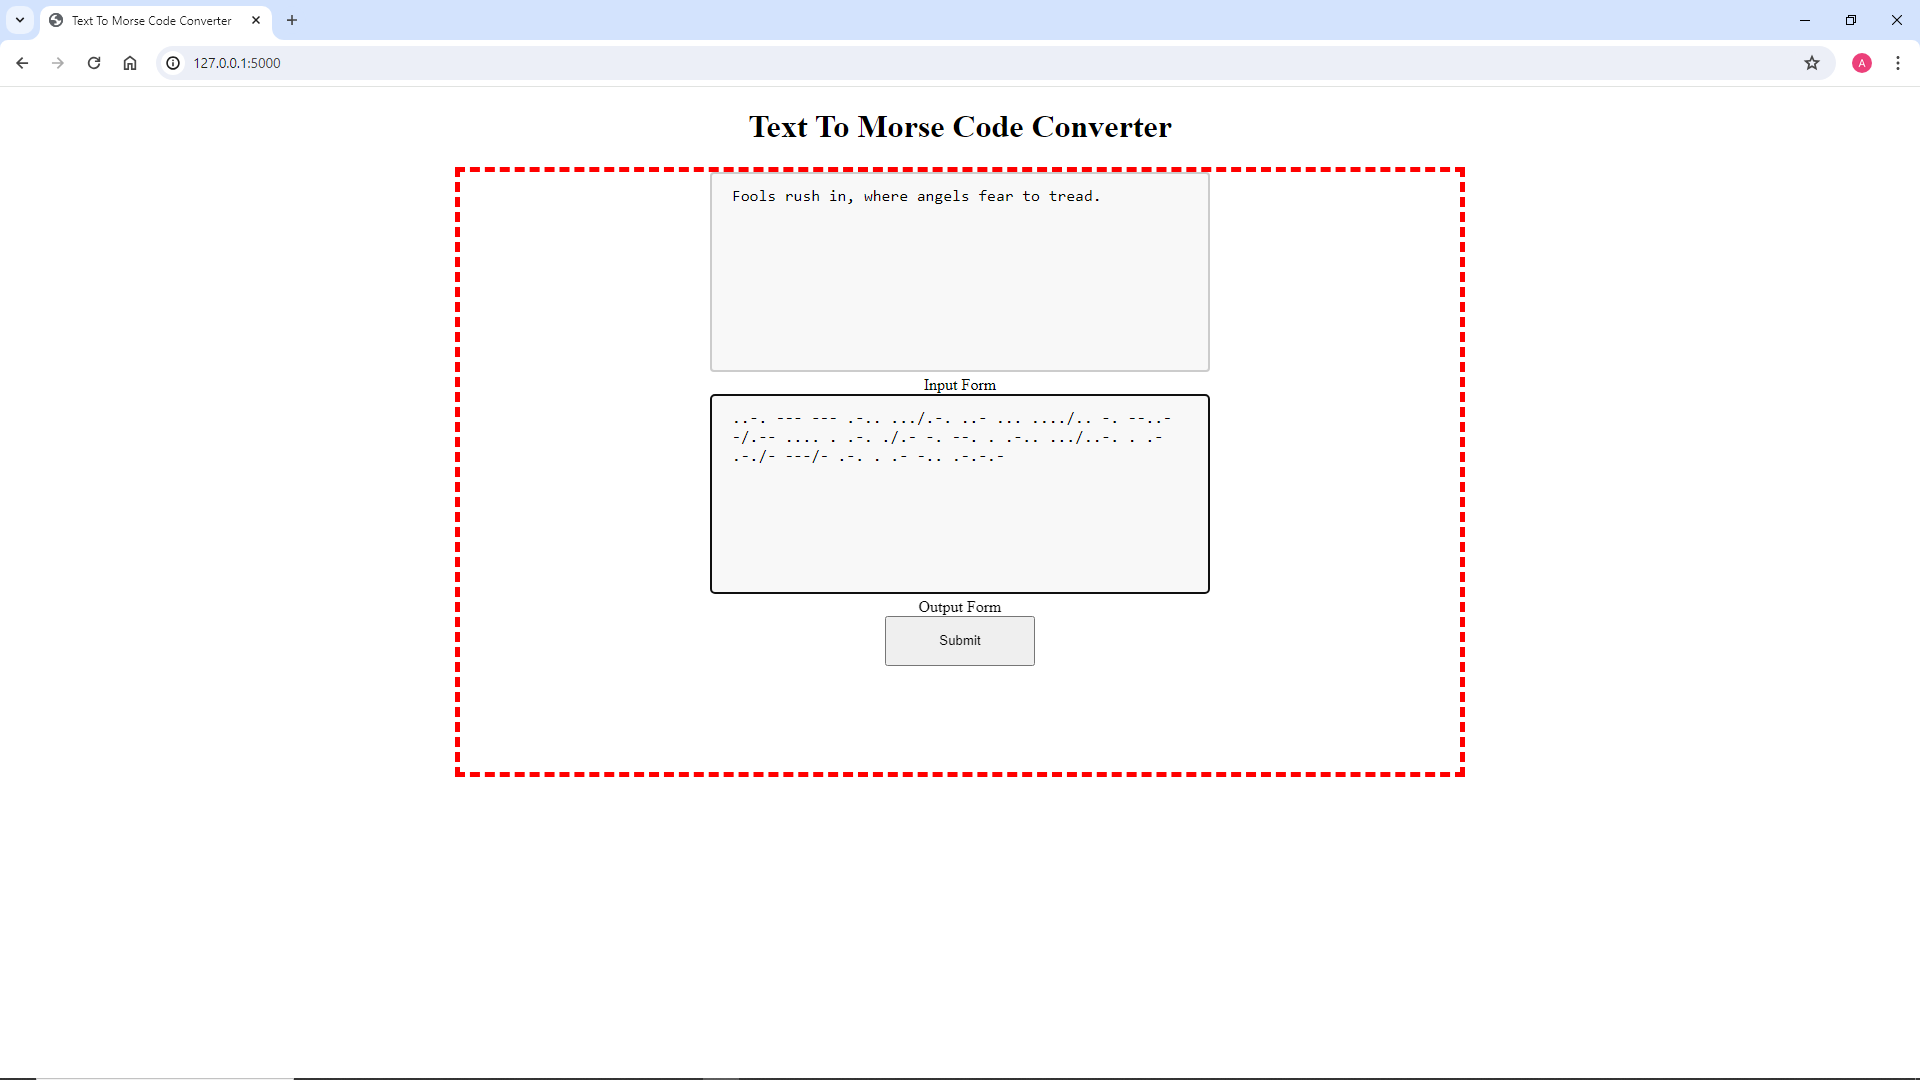 Text To Morse Code Converter
127.0.0.1:5000
A
Text To Morse Code Converter
Fools rush in, where angels fear to tread.
Input Form
..-. --- --- .-.. .../.-. ..- ... ..../.. -. --..-
-/.-- .... . .-. ./.- -. --. . .-.. .../..-. . .-
.-./- ---/- .-. . .- -.. .-.-.-
Output Form
Submit